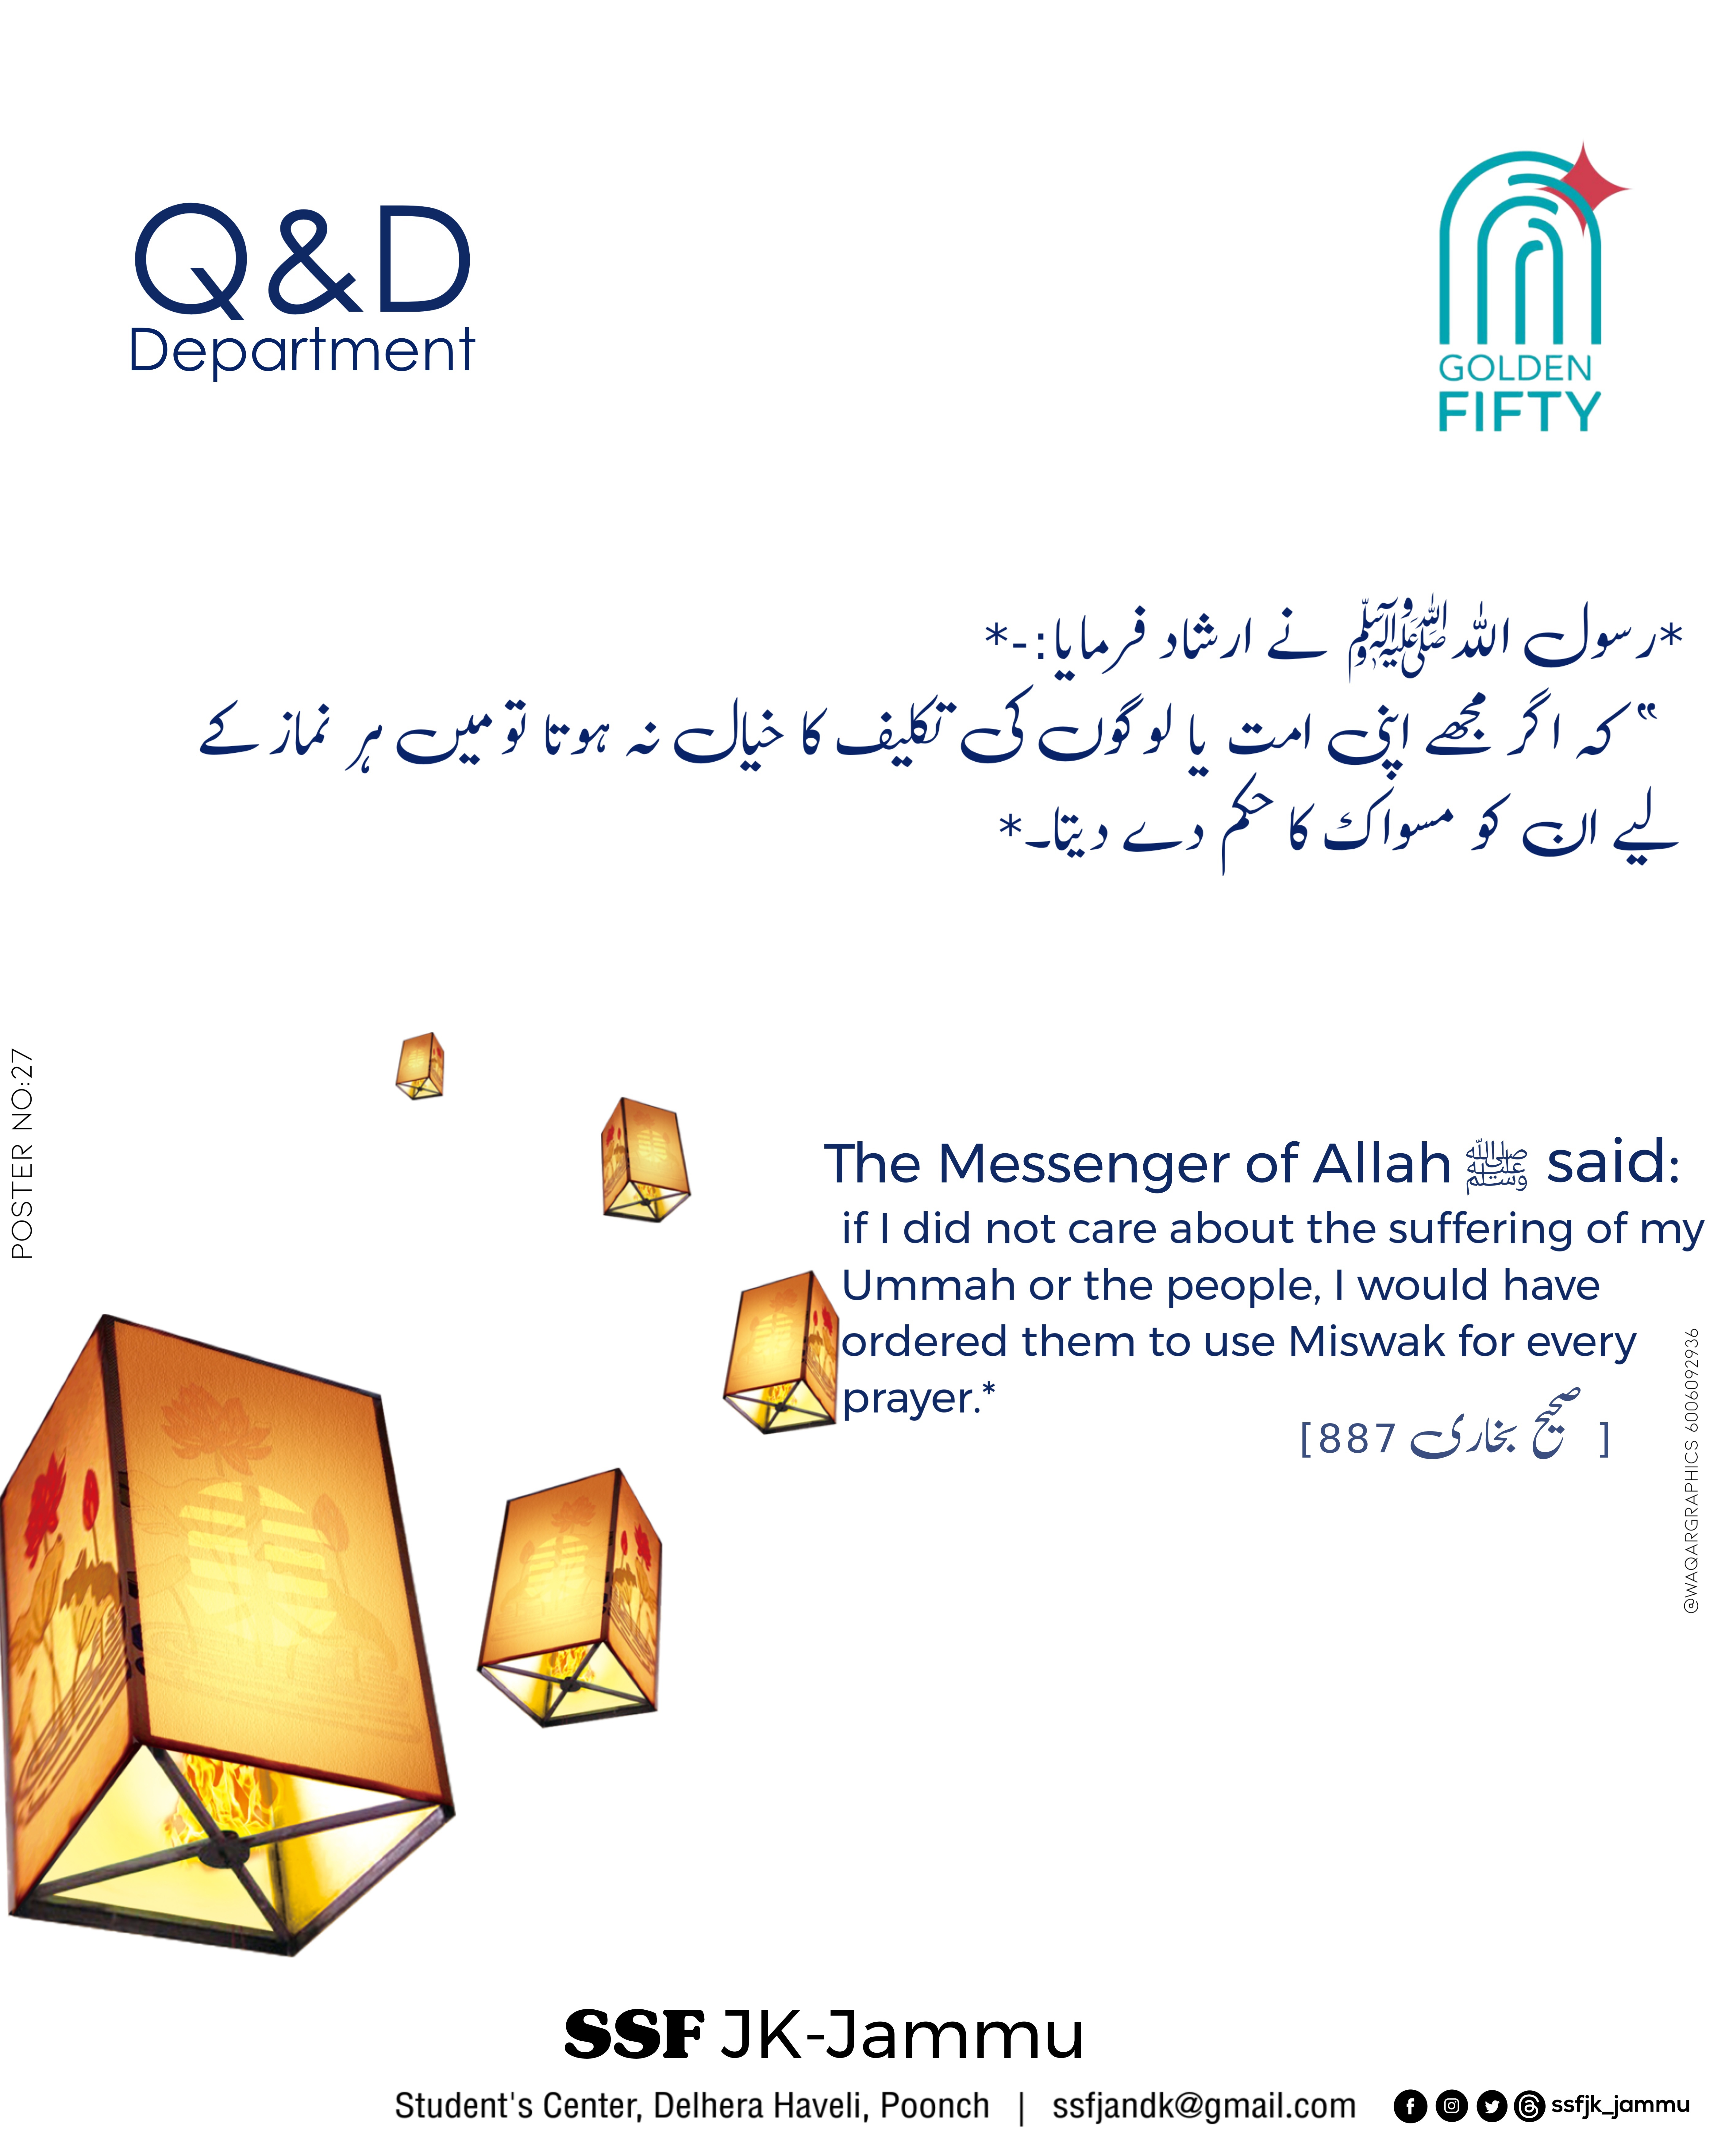 Q&D
Department
GOLDEN
FIFTY
*رسول اللہ ﷺ نے ارشاد فرمایا:-*
‟کہ اگر مجھے اپنی امت یا لوگوں کی تکلیف کا خیال نہ ہوتا تو میں ہر نماز کے
لیے ان کو مسواک کا حکم دے دیتا۔*
POSTER NO:27
The Messenger of Allah ﷺ said:
if I did not care about the suffering of my
Ummah or the people, I would have
ordered them to use Miswak for every
prayer.*
[ صحیح بخاری 887]
@WAQARGRAPHICS 6006092936
SSF JK-Jammu
Student's Center, Delhera Haveli, Poonch | ssfjandk@gmail.com ssfjk_jammu